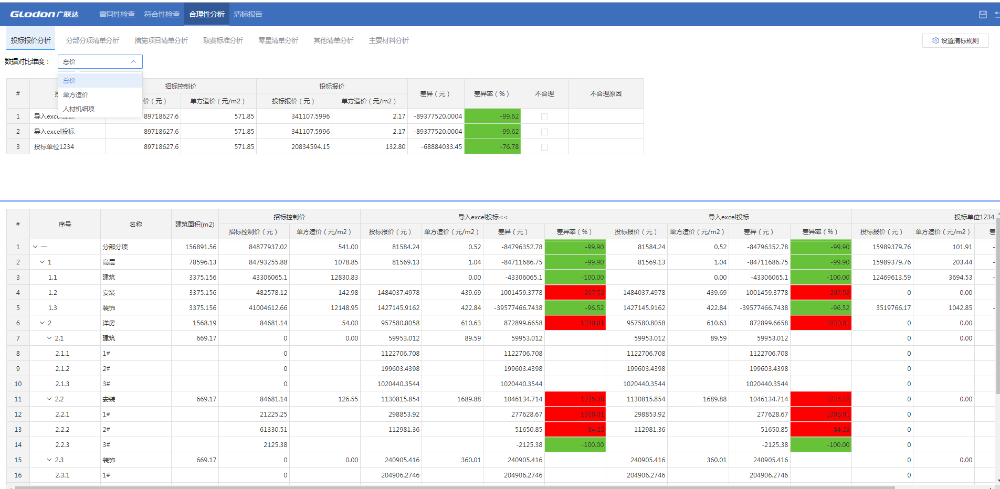 GLodon广联达 雷同性检查 符合性检查 合理性分析 清标报告
投标报价分析 分部分项清单分析 措施项目清单分析 取费标准分析 零星清单分析 其他清单分析 主要材料分析 设置清标规则
数据对比维度： 总价
总价
单方造价
人材机细项
# 招标控制价 投标报价 差异（元） 差异率（%） 不合理 不合理原因
价（元） 单方造价（元/m2） 投标报价（元） 单方造价（元/m2）
1 导入excel投标 89718627.6 571.85 341107.5996 2.17 -89377520.0004 -99.62
2 导入excel投标 89718627.6 571.85 341107.5996 2.17 -89377520.0004 -99.62
3 投标单位1234 89718627.6 571.85 20834594.15 132.80 -68884033.45 -76.78
# 序号 名称 建筑面积(m2) 招标控制价 导入excel投标<< 导入excel投标 投标单位1234
招标控制价（元） 单方造价（元/m2） 投标报价（元） 单方造价（元/m2） 差异（元） 差异率（%） 投标报价（元） 单方造价（元/m2） 差异（元） 差异率（%） 投标报价（元） 单方造价（元/m2） 差
1 一 分部分项 156891.56 84877937.02 541.00 81584.24 0.52 -84796352.78 -99.90 81584.24 0.52 -84796352.78 -99.90 15989379.76 101.91 -
2 1 高层 78596.13 84793255.88 1078.85 81569.13 1.04 -84711686.75 -99.90 81569.13 1.04 -84711686.75 -99.90 15989379.76 203.44 -
3 1.1 建筑 3375.156 43306065.1 12830.83 0.00 -43306065.1 -100.00 0.00 -43306065.1 -100.00 12469613.59 3694.53 -
4 1.2 安装 3375.156 482578.12 142.98 1484037.4978 439.69 1001459.3778 207.52 1484037.4978 439.69 1001459.3778 207.52 0 0.00
5 1.3 装饰 3375.156 41004612.66 12148.95 1427145.9162 422.84 -39577466.7438 -96.52 1427145.9162 422.84 -39577466.7438 -96.52 3519766.17 1042.85 -
6 2 洋房 1568.19 84681.14 54.00 957580.8058 610.63 872899.6658 1030.81 957580.8058 610.63 872899.6658 1030.81 0 0.00
7 2.1 建筑 669.17 0 0.00 59953.012 89.59 59953.012 59953.012 89.59 59953.012 0 0.00
8 2.1.1 1# 0 1122706.708 1122706.708 1122706.708 1122706.708 0
9 2.1.2 2# 0 199603.4398 199603.4398 199603.4398 199603.4398 0
10 2.1.3 3# 0 1020440.3544 1020440.3544 1020440.3544 1020440.3544 0
11 2.2 安装 669.17 84681.14 126.55 1130815.854 1689.88 1046134.714 1235.38 1130815.854 1689.88 1046134.714 1235.38 0 0.00
12 2.2.1 1# 21225.25 298853.92 277628.67 1308.01 298853.92 277628.67 1308.01 0
13 2.2.2 2# 61330.51 112981.36 51650.85 84.22 112981.36 51650.85 84.22 0
14 2.2.3 3# 2125.38 -2125.38 -100.00 -2125.38 -100.00 0
15 2.3 装饰 669.17 0 0.00 240905.416 360.01 240905.416 240905.416 360.01 240905.416 0 0.00
16 2.3.1 1# 0 204906.2746 204906.2746 204906.2746 204906.2746 0